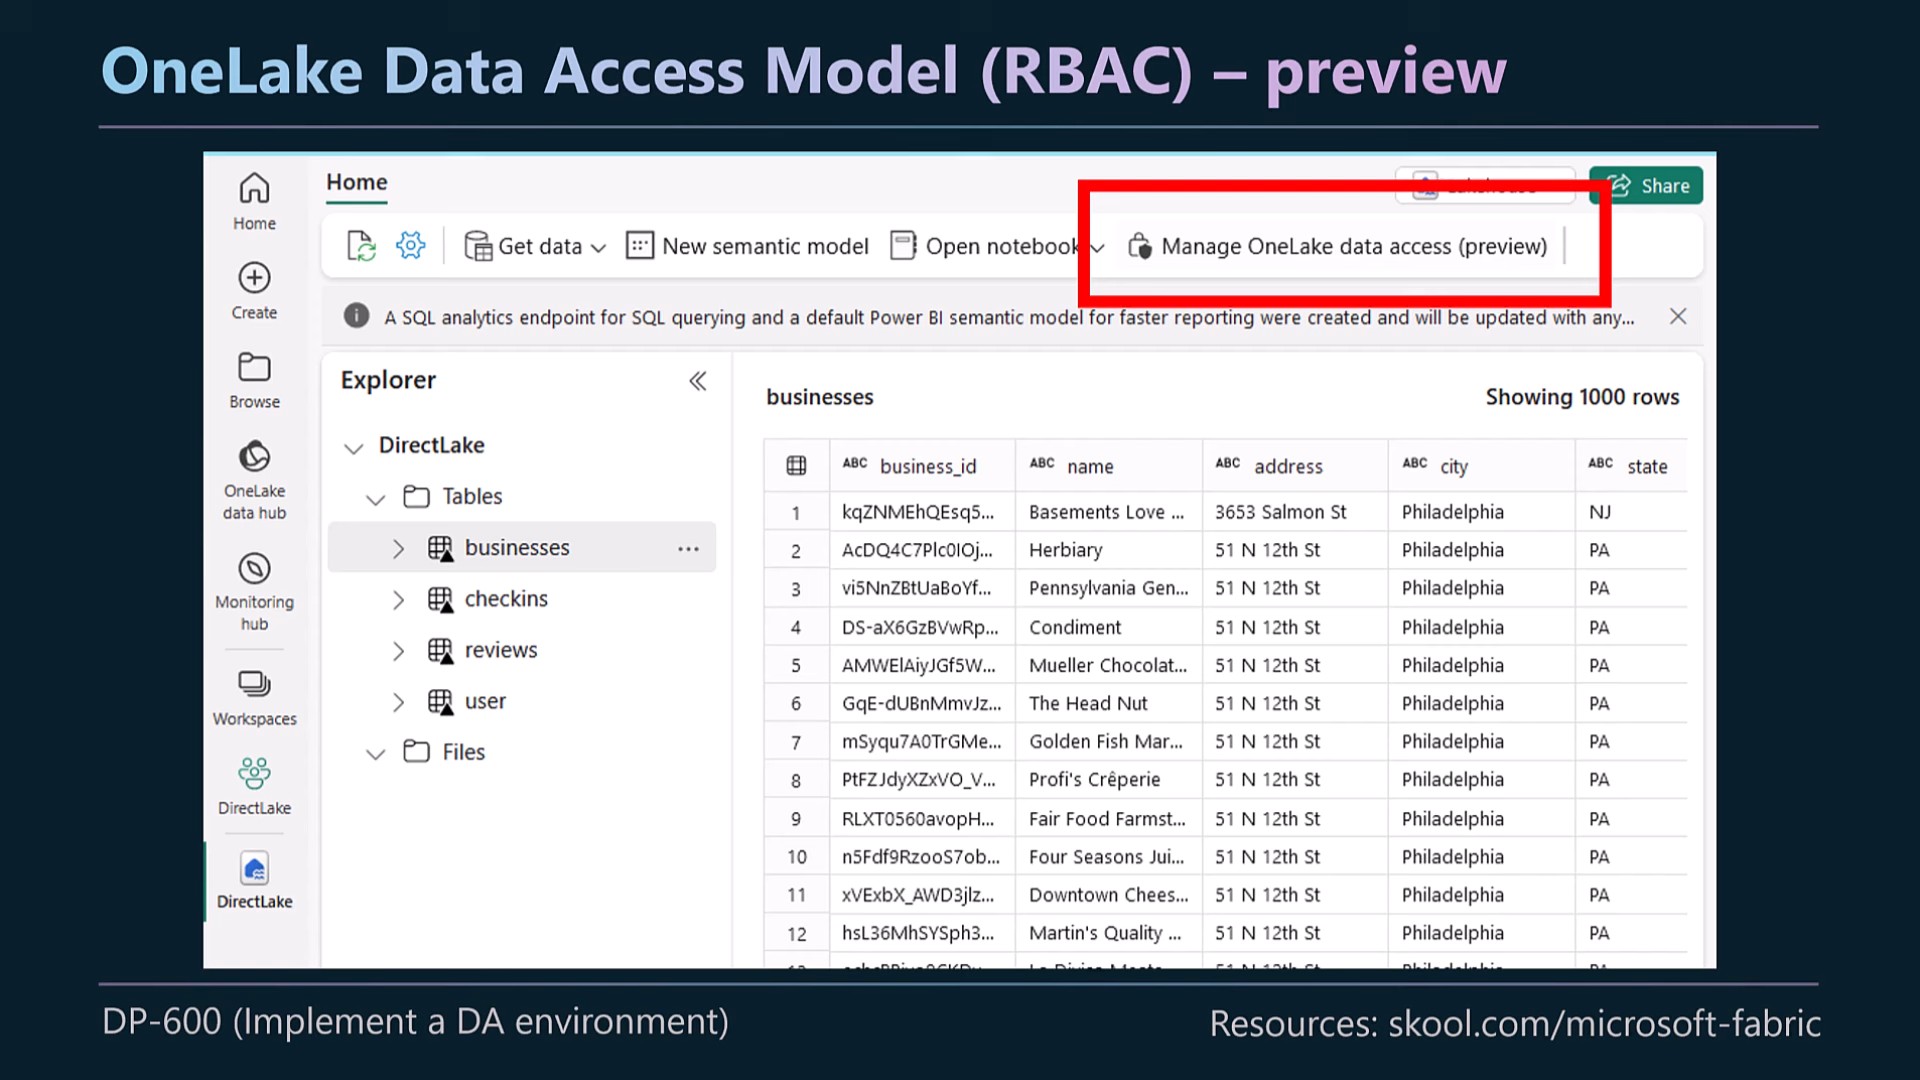 OneLake Data Access Model (RBAC) – preview
Home
Share
Get data
New semantic model
Open notebook
Manage OneLake data access (preview)
A SQL analytics endpoint for SQL querying and a default Power BI semantic model for faster reporting were created and will be updated with any...
Home
Create
Browse
OneLake
data hub
Monitoring
hub
Workspaces
DirectLake
DirectLake
Explorer
DirectLake
Tables
businesses
checkins
reviews
user
Files
businesses
Showing 1000 rows
ABC business_id ABC name ABC address ABC city ABC state
1 kqZNMEhQEsq5... Basements Love ... 3653 Salmon St Philadelphia NJ
2 AcDQ4C7Plc0IOj... Herbiary 51 N 12th St Philadelphia PA
3 vi5NnZBtUaBoYf... Pennsylvania Gen... 51 N 12th St Philadelphia PA
4 DS-aX6GzBVwRp... Condiment 51 N 12th St Philadelphia PA
5 AMWElAiyJGf5W... Mueller Chocolat... 51 N 12th St Philadelphia PA
6 GqE-dUBnMmvJz... The Head Nut 51 N 12th St Philadelphia PA
7 mSyqu7A0TrGMe... Golden Fish Mar... 51 N 12th St Philadelphia PA
8 PtFZJdyXZxVO_V... Profi's Crêperie 51 N 12th St Philadelphia PA
9 RLXT0560avopH... Fair Food Farmst... 51 N 12th St Philadelphia PA
10 n5Fdf9RzooS7ob... Four Seasons Jui... 51 N 12th St Philadelphia PA
11 xVExbX_AWD3jlz... Downtown Chees... 51 N 12th St Philadelphia PA
12 hsL36MhSYSph3... Martin's Quality ... 51 N 12th St Philadelphia PA
DP-600 (Implement a DA environment)
Resources: skool.com/microsoft-fabric